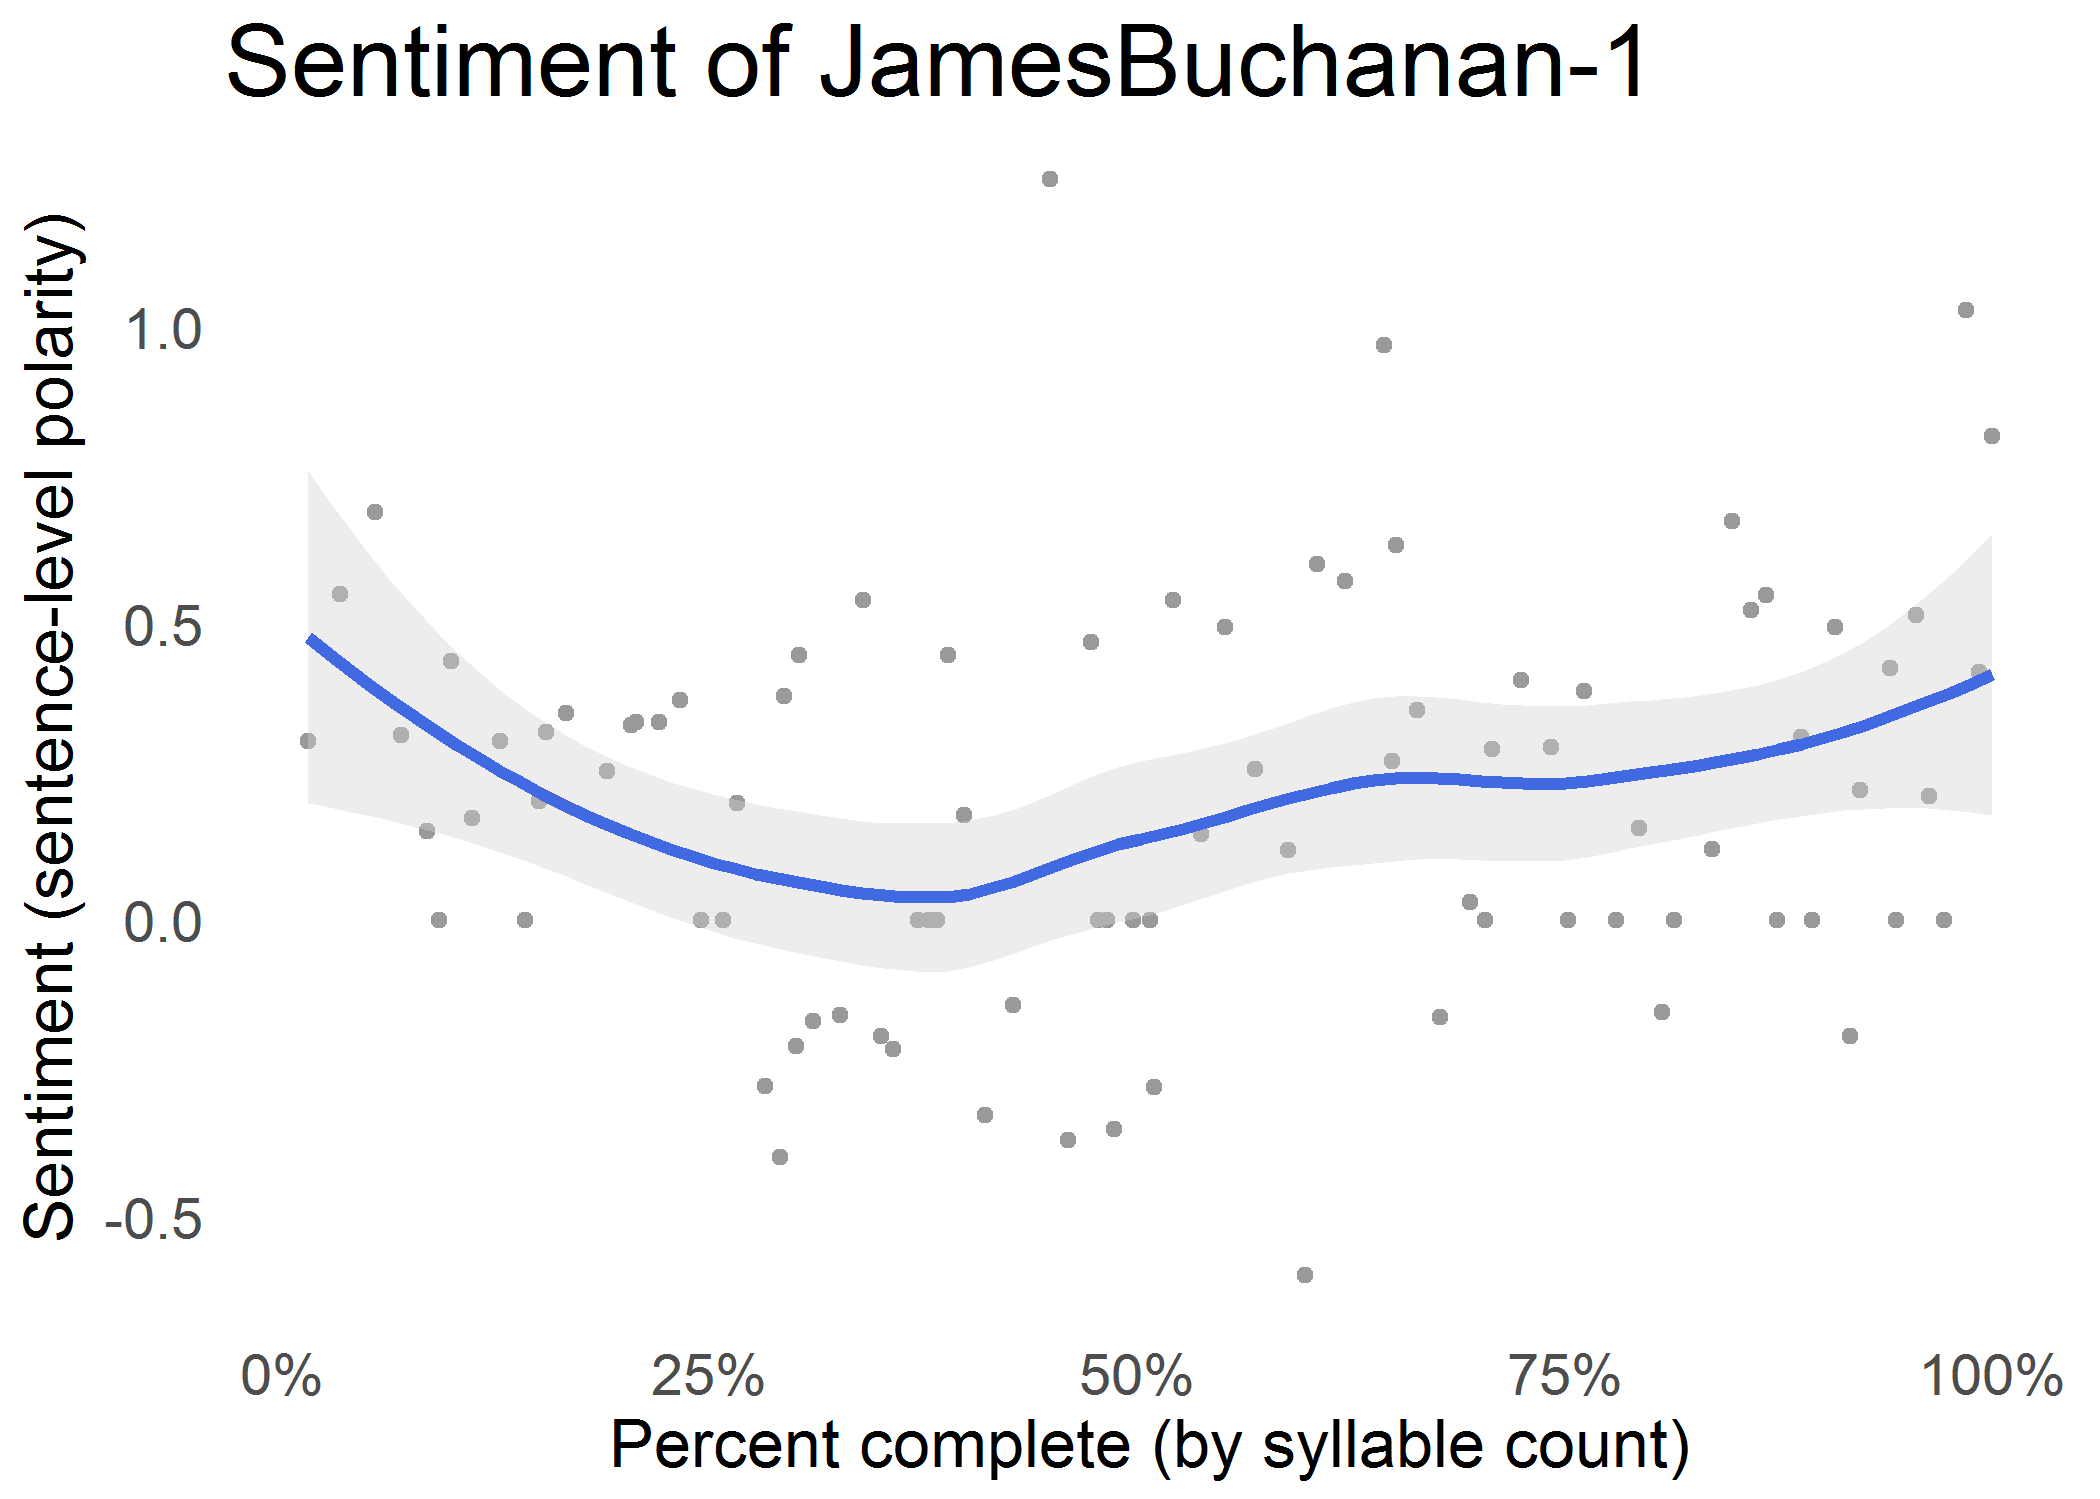 Sentiment of JamesBuchanan-1
Sentiment (sentence-level polarity)
1.0
0.5
0.0
-0.5
0% 25% 50% 75% 100%
Percent complete (by syllable count)